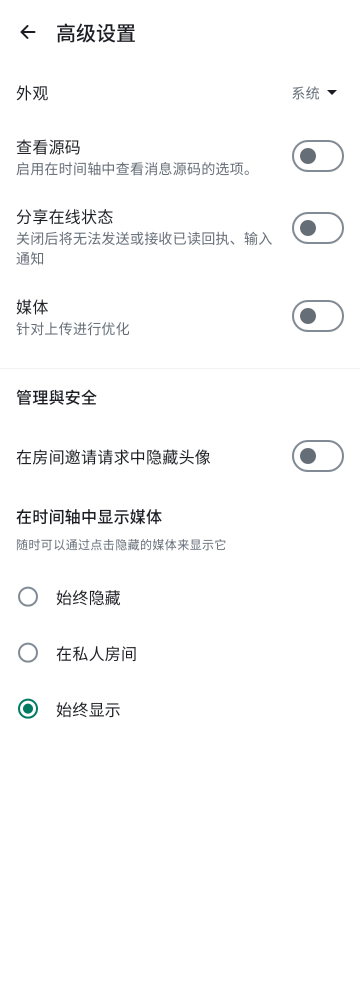 高级设置
外观
系统
查看源码
启用在时间轴中查看消息源码的选项。
分享在线状态
关闭后将无法发送或接收已读回执、输入
通知
媒体
针对上传进行优化
管理與安全
在房间邀请请求中隐藏头像
在时间轴中显示媒体
随时可以通过点击隐藏的媒体来显示它
始终隐藏
在私人房间
始终显示